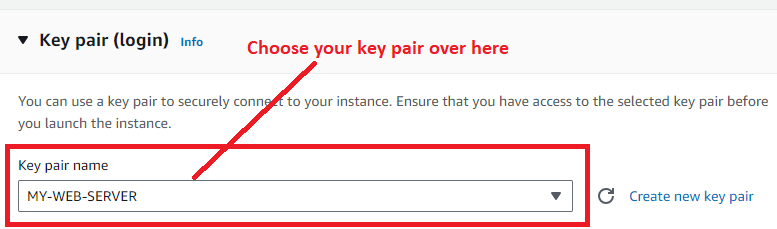 Key pair (login) Info
Choose your key pair over here
You can use a key pair to securely connect to your instance. Ensure that you have access to the selected key pair before
you launch the instance.
Key pair name
MY-WEB-SERVER
Create new key pair